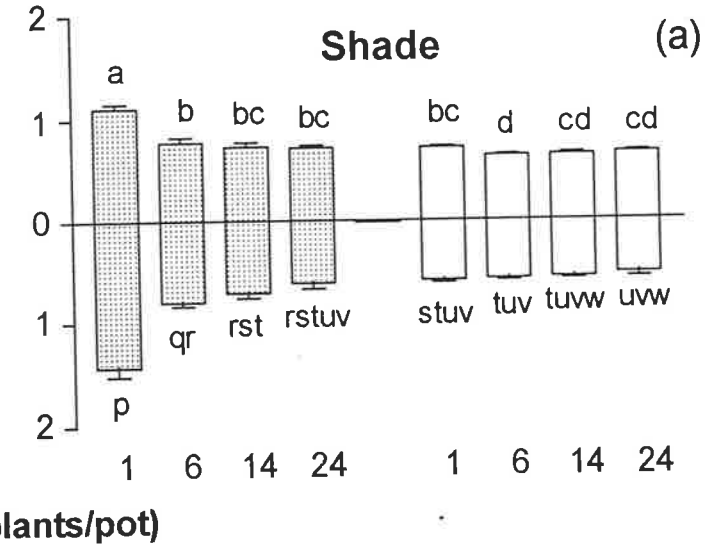 2
Shade
(a)
a
b bc bc bc d cd cd
1
0
1
qr rst rstuv stuv tuv tuvw uvw
p
2
1 6 14 24 1 6 14 24
plants/pot)